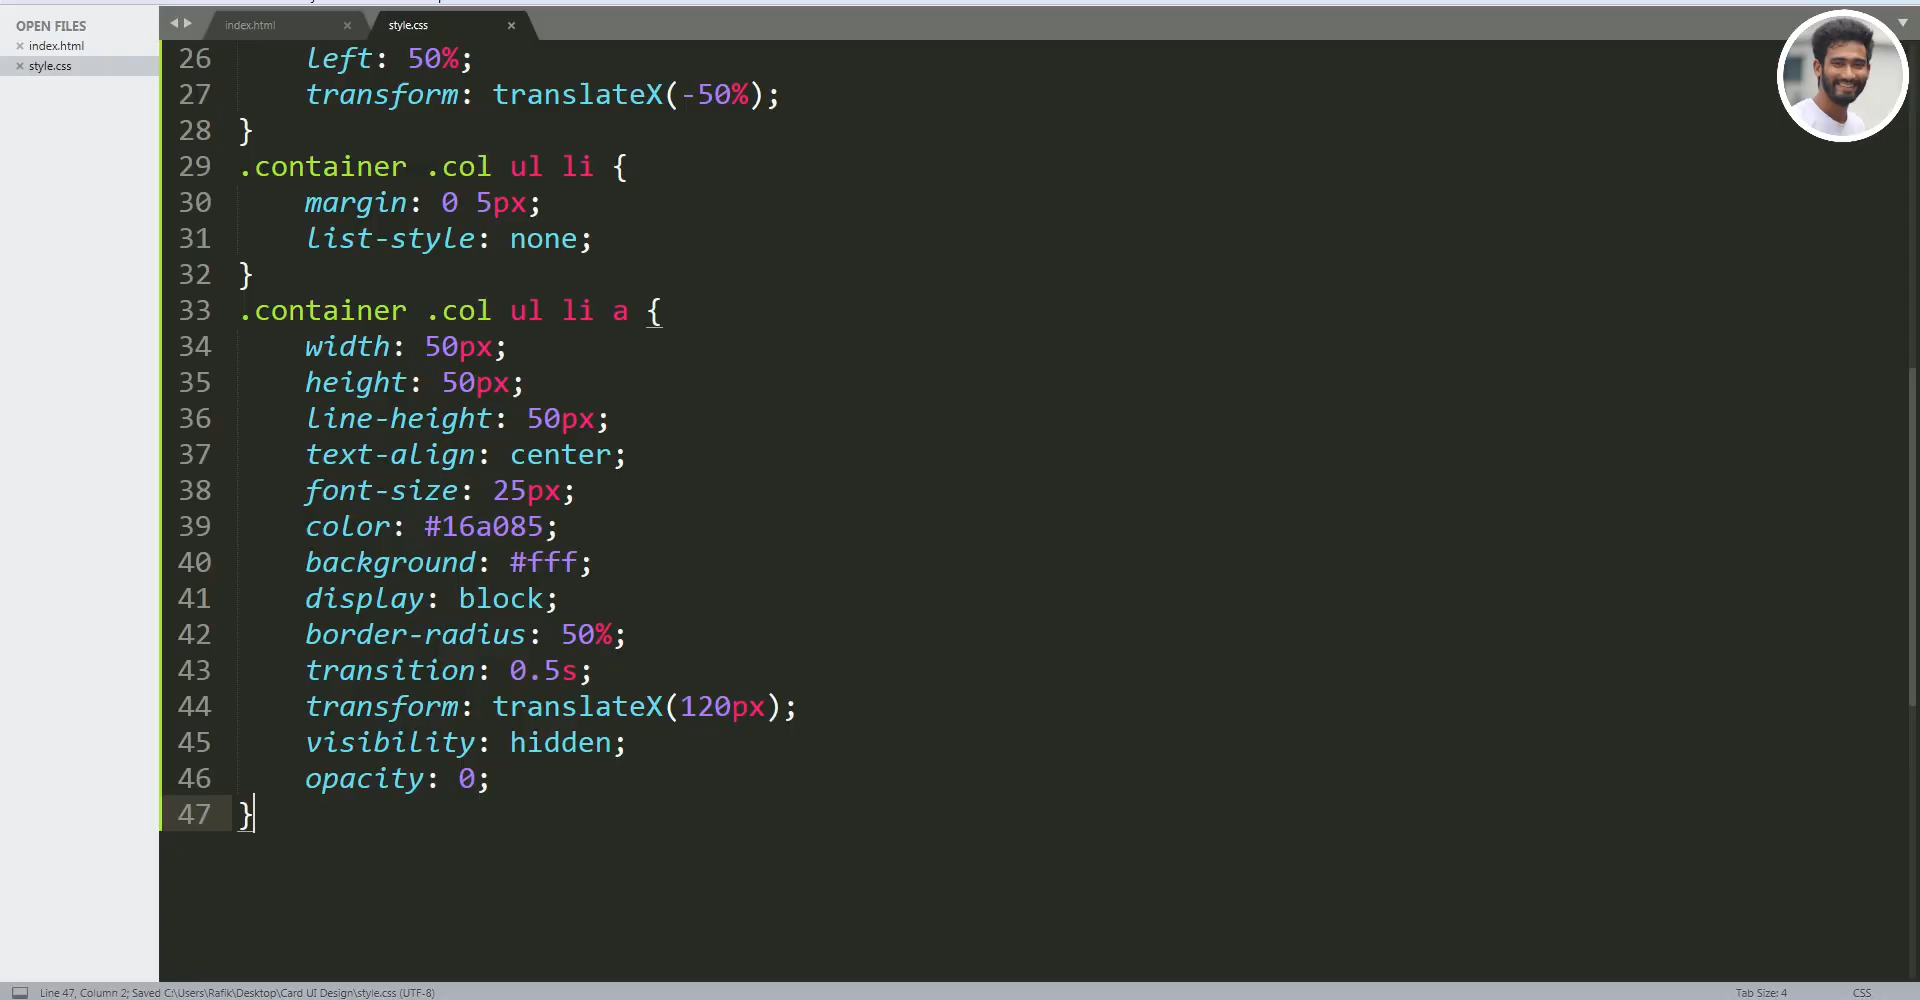 OPEN FILES
index.html
style.css
index.html
style.css
26 left: 50%;
27 transform: translateX(-50%);
28 }
29 .container .col ul li {
30 margin: 0 5px;
31 list-style: none;
32 }
33 .container .col ul li a {
34 width: 50px;
35 height: 50px;
36 line-height: 50px;
37 text-align: center;
38 font-size: 25px;
39 color: #16a085;
40 background: #fff;
41 display: block;
42 border-radius: 50%;
43 transition: 0.5s;
44 transform: translateX(120px);
45 visibility: hidden;
46 opacity: 0;
47 }
Line 47, Column 2; Saved C:\Users\Rafik\Desktop\Card UI Design\style.css (UTF-8)
Tab Size: 4
CSS